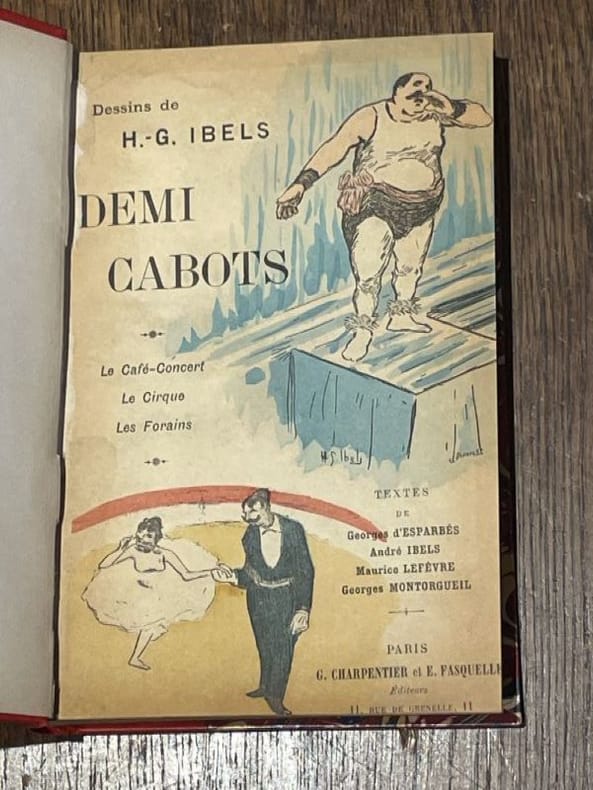 Dessins de
H.-G. IBELS
DEMI
CABOTS
Le Café-Concert
Le Cirque
Les Forains
H.G. Ibels
TEXTES
DE
Georges d'ESPARBÈS
André IBELS
Maurice LEFÈVRE
Georges MONTORGUEIL
PARIS
G. CHARPENTIER et E. FASQUELLE
Éditeurs
11, RUE DE GRENELLE, 11